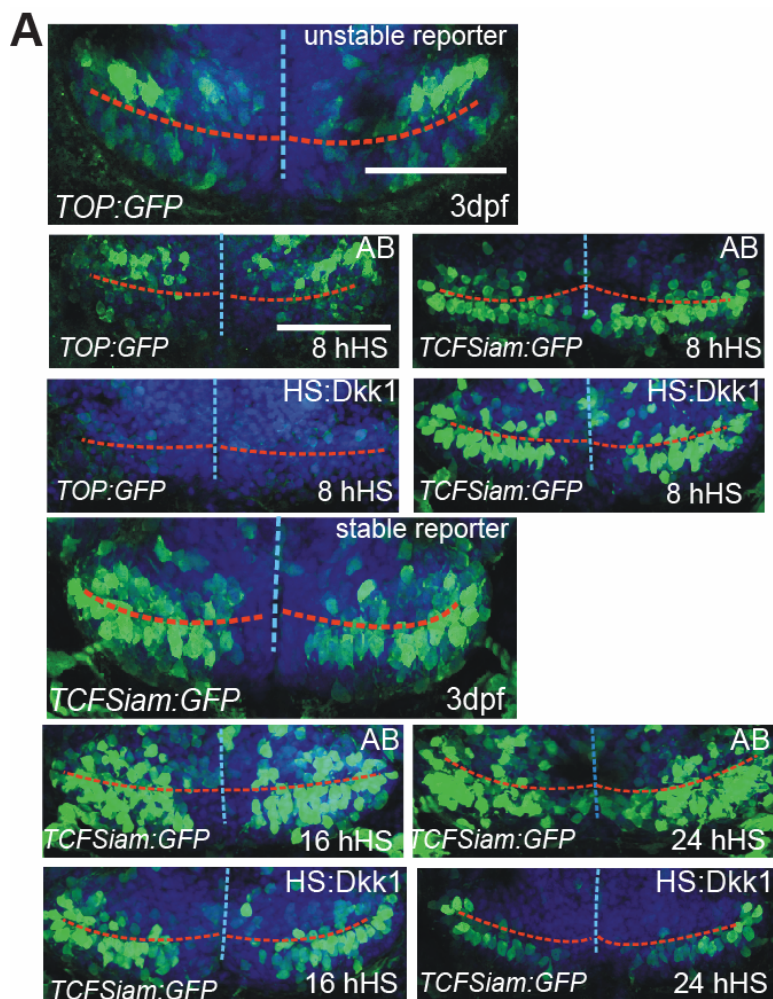 A
unstable reporter
TOP:GFP 3dpf
AB AB
TOP:GFP 8 hHS TCFSiam:GFP 8 hHS
HS:Dkk1 HS:Dkk1
TOP:GFP 8 hHS TCFSiam:GFP 8 hHS
stable reporter
TCFSiam:GFP 3dpf
AB AB
TCFSiam:GFP 16 hHS TCFSiam:GFP 24 hHS
HS:Dkk1 HS:Dkk1
TCFSiam:GFP 16 hHS TCFSiam:GFP 24 hHS